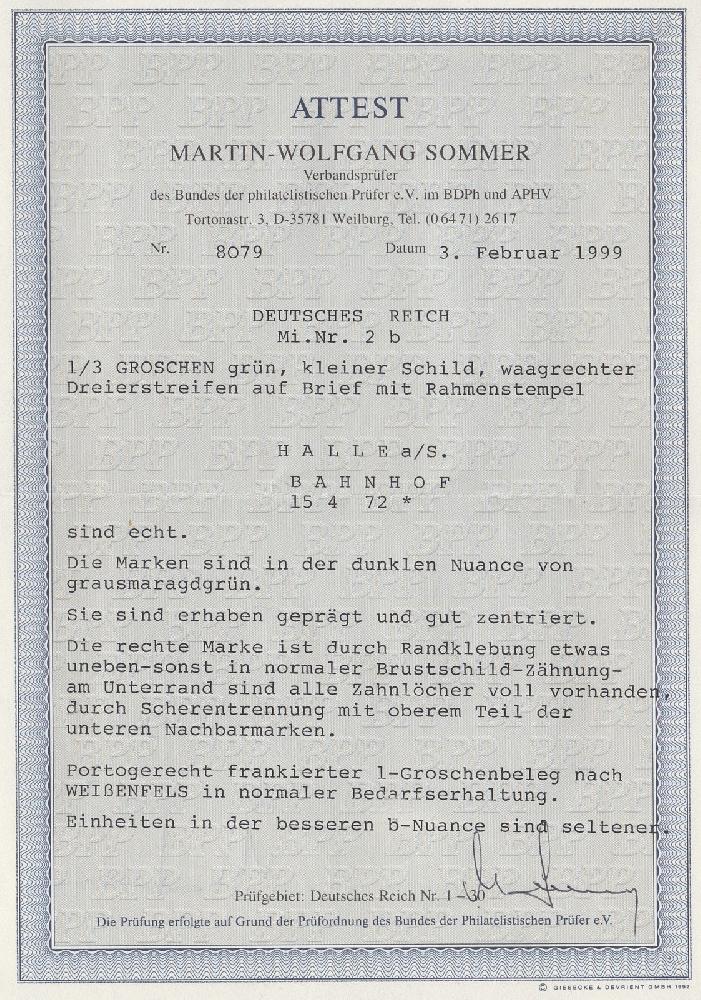 ATTEST
MARTIN-WOLFGANG SOMMER
Verbandsprüfer
des Bundes der philatelistischen Prüfer e.V. im BDPh und APHV
Tortonastr. 3, D-35781 Weilburg, Tel. (0 64 71) 26 17
Nr. 8079 Datum 3. Februar 1999
DEUTSCHES REICH
Mi.Nr. 2 b
1/3 GROSCHEN grün, kleiner Schild, waagrechter
Dreierstreifen auf Brief mit Rahmenstempel
H A L L E a/S.
B A H N H O F
15 4 72 *
sind echt.
Die Marken sind in der dunklen Nuance von
grausmaragdgrün.
Sie sind erhaben geprägt und gut zentriert.
Die rechte Marke ist durch Randklebung etwas
uneben-sonst in normaler Brustschild-Zähnung-
am Unterrand sind alle Zahnlöcher voll vorhanden,
durch Scherentrennung mit oberem Teil der
unteren Nachbarmarken.
Portogerecht frankierter 1-Groschenbeleg nach
WEIßENFELS in normaler Bedarfserhaltung.
Einheiten in der besseren b-Nuance sind seltener.
Prüfgebiet: Deutsches Reich Nr. 1 – 30
Die Prüfung erfolgte auf Grund der Prüfordnung des Bundes der Philatelistischen Prüfer e.V.
© GIESECKE & DEVRIENT GMBH 1992